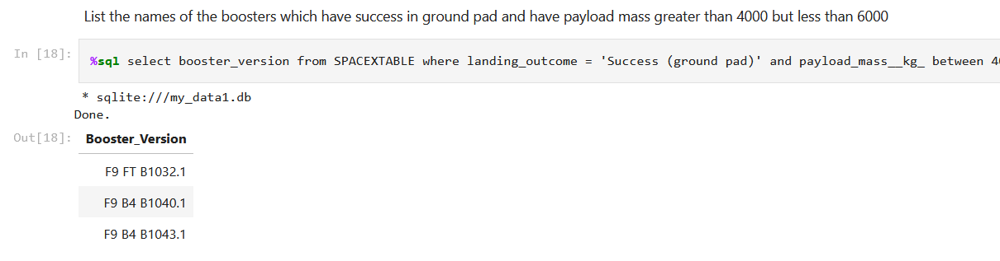 List the names of the boosters which have success in ground pad and have payload mass greater than 4000 but less than 6000
In [18]: %sql select booster_version from SPACEXTABLE where landing_outcome = 'Success (ground pad)' and payload_mass__kg_ between
* sqlite:///my_data1.db
Done.
Out[18]: Booster_Version
F9 FT B1032.1
F9 B4 B1040.1
F9 B4 B1043.1